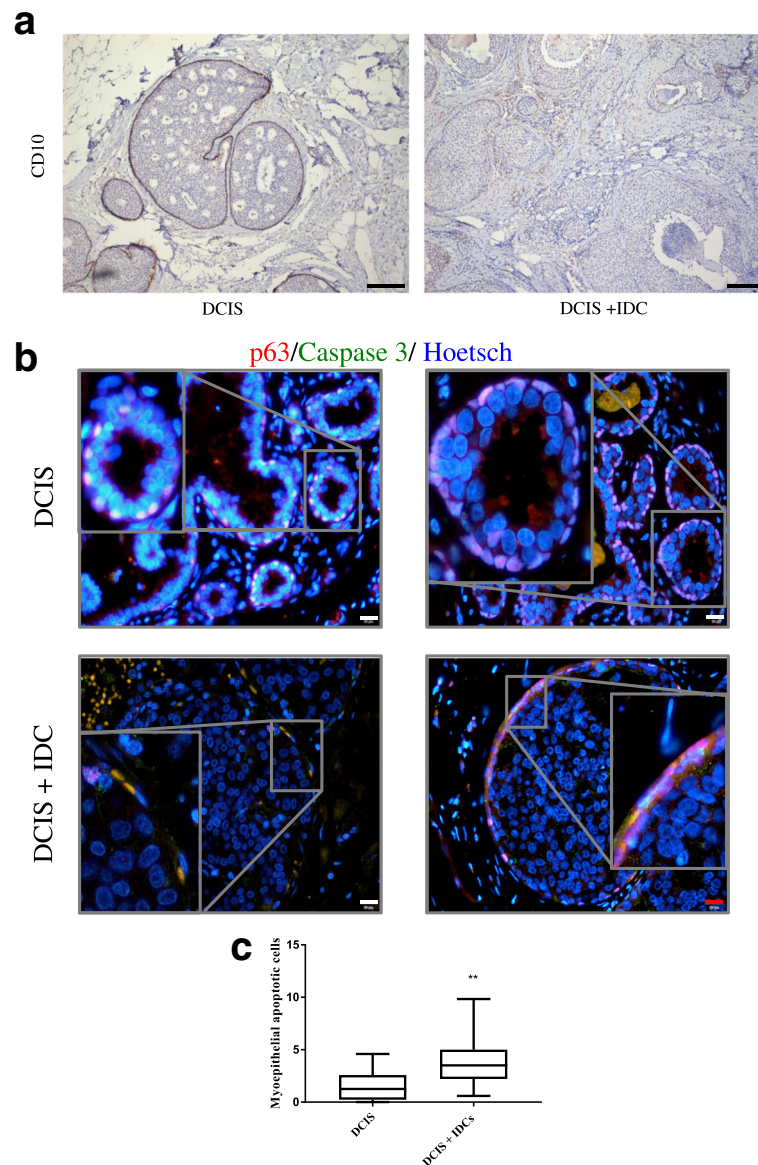 a
CD10
DCIS
DCIS +IDC
b
p63/Caspase 3/ Hoetsch
DCIS
DCIS + IDC
c
Myoepithelial apoptotic cells
15
10
5
0
**
DCIS
DCIS + IDCs